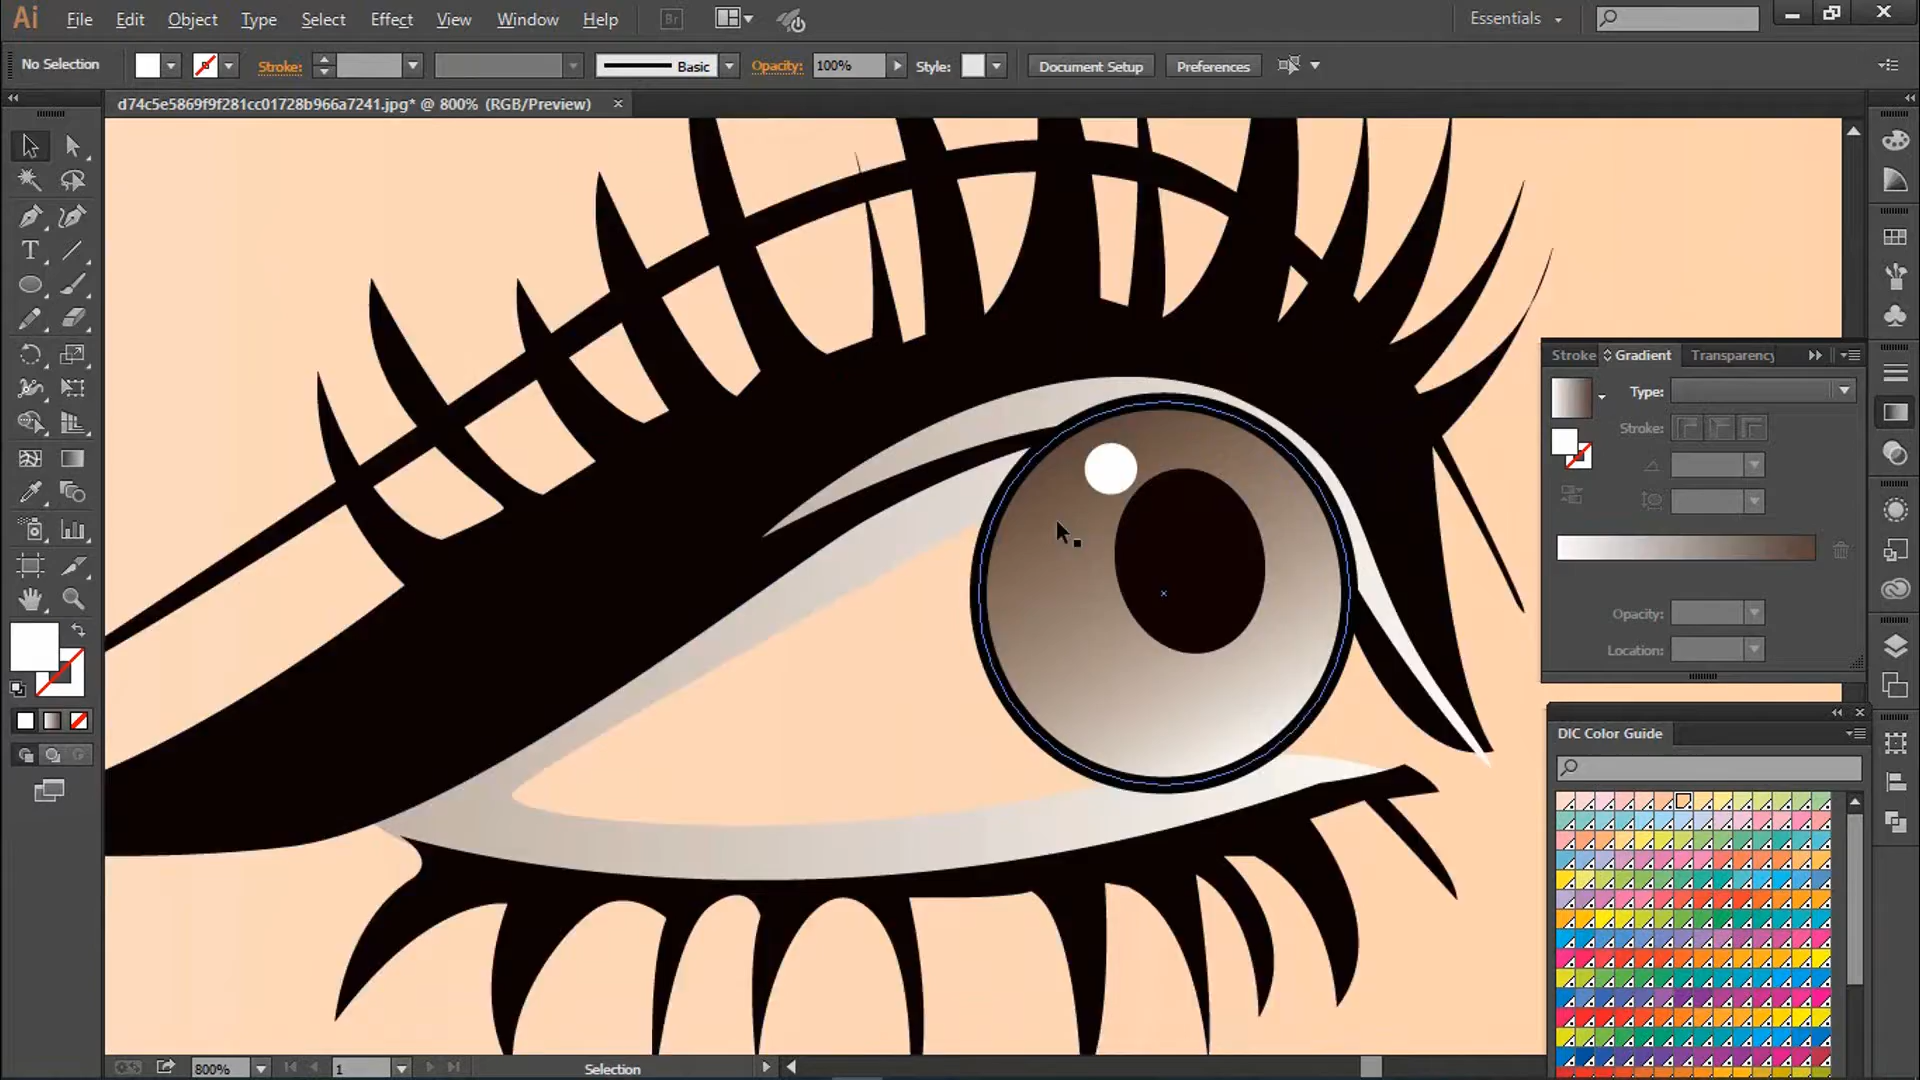 Ai File Edit Object Type Select Effect View Window Help Br Essentials
No Selection Stroke: Basic Opacity: 100% Style: Document Setup Preferences
d74c5e5869f9f281cc01728b966a7241.jpg* @ 800% (RGB/Preview)
Stroke Gradient Transparency
Type:
Stroke:
Opacity:
Location:
DIC Color Guide
800% 1 Selection